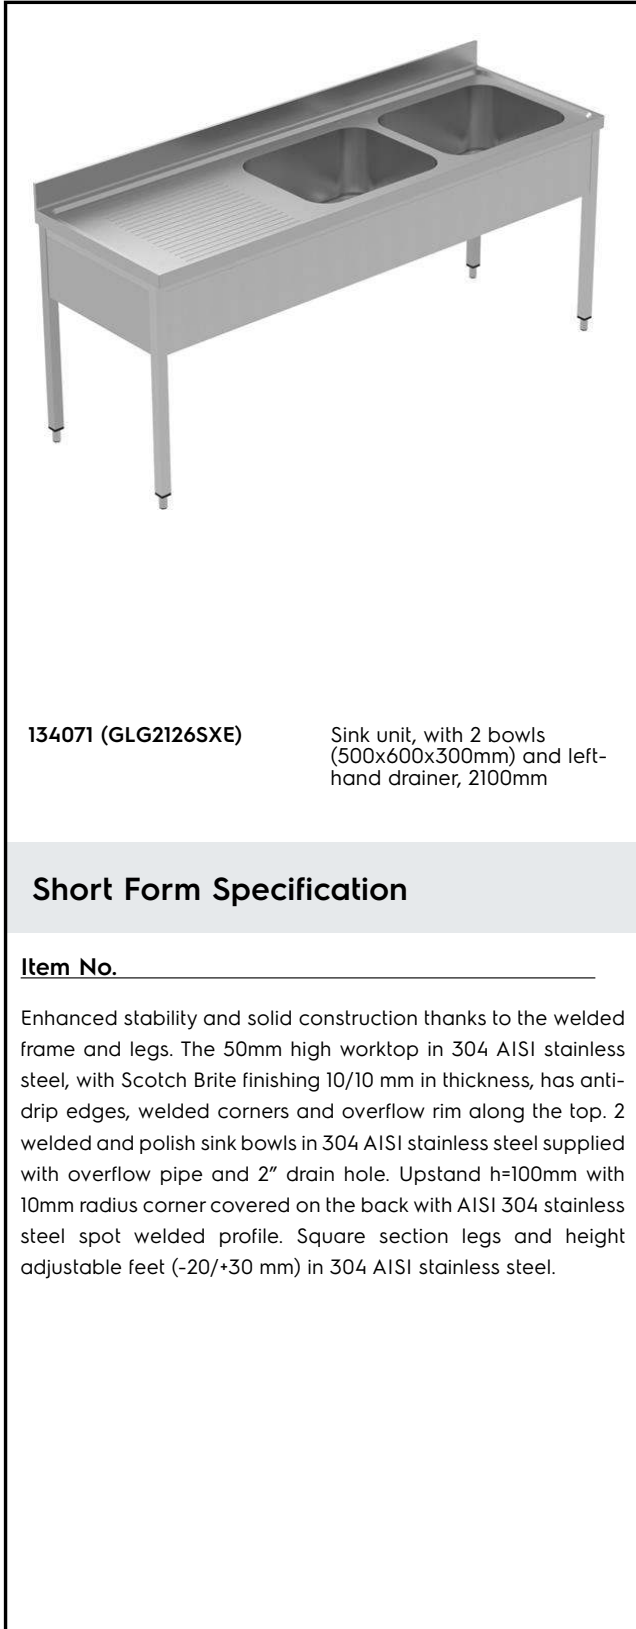 134071 (GLG2126SXE)
Sink unit, with 2 bowls
(500x600x300mm) and left-
hand drainer, 2100mm
Short Form Specification
Item No.
Enhanced stability and solid construction thanks to the welded
frame and legs. The 50mm high worktop in 304 AISI stainless
steel, with Scotch Brite finishing 10/10 mm in thickness, has anti-
drip edges, welded corners and overflow rim along the top. 2
welded and polish sink bowls in 304 AISI stainless steel supplied
with overflow pipe and 2" drain hole. Upstand h=100mm with
10mm radius corner covered on the back with AISI 304 stainless
steel spot welded profile. Square section legs and height
adjustable feet (-20/+30 mm) in 304 AISI stainless steel.